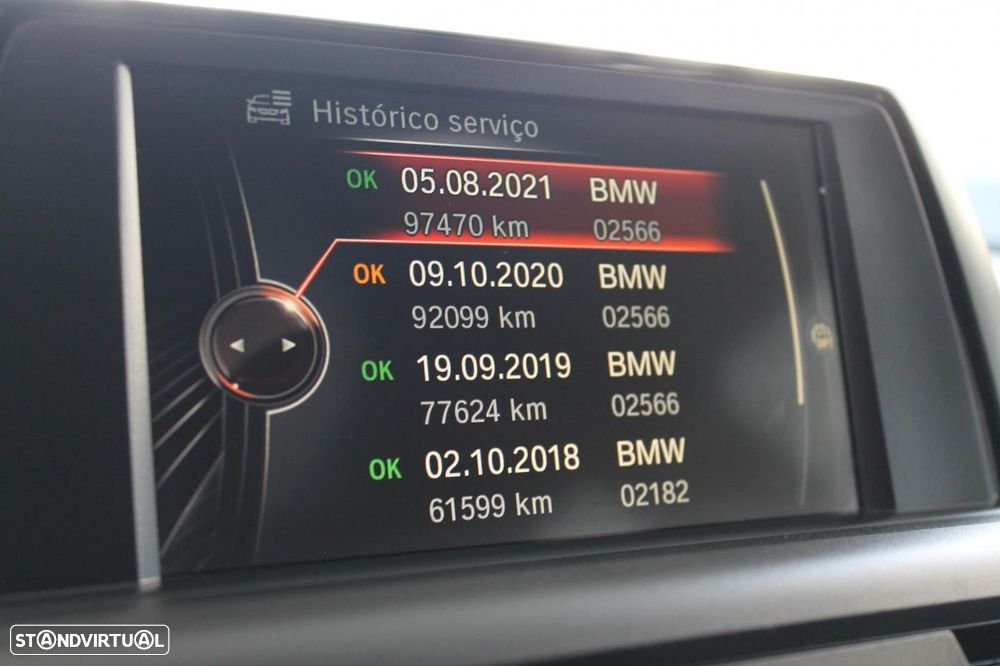 Histórico serviço
OK 05.08.2021 BMW
97470 km 02566
OK 09.10.2020 BMW
92099 km 02566
OK 19.09.2019 BMW
77624 km 02566
OK 02.10.2018 BMW
61599 km 02182
STANDVIRTUAL